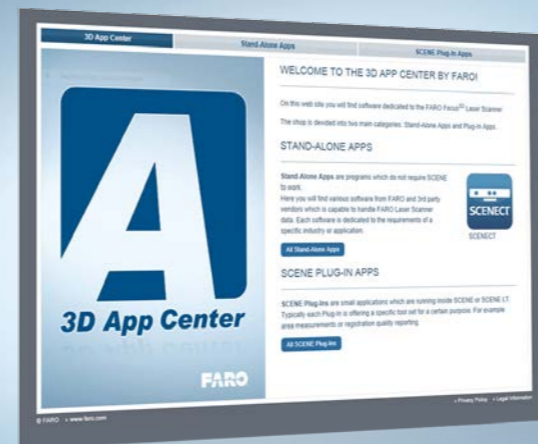 3D App Center
Stand-Alone Apps
SCENE Plug-In Apps
WELCOME TO THE 3D APP CENTER BY FARO!
On this web site you will find software dedicated to the FARO Focus3D Laser Scanner
The shop is devided into two main-categories: Stand-Alone Apps and Plug-in Apps.
STAND-ALONE APPS
Stand-Alone Apps are programs which do not require SCENE
to work.
Here you will find various software from FARO and 3rd party
vendors which is capable to handle FARO Laser Scanner
data. Each software is dedicated to the requirements of a
specific industry or application.
All Stand-Alone Apps
SCENECT
SCENECT
SCENE PLUG-IN APPS
SCENE Plug-Ins are small applications which are running inside SCENE or SCENE LT.
Typically each Plug-In is offering a specific tool set for a certain purpose. For example
area measurements or registration quality reporting.
All SCENE Plug-Ins
3D App Center
FARO
© FARO » www.faro.com
» Privacy Policy » Legal Information